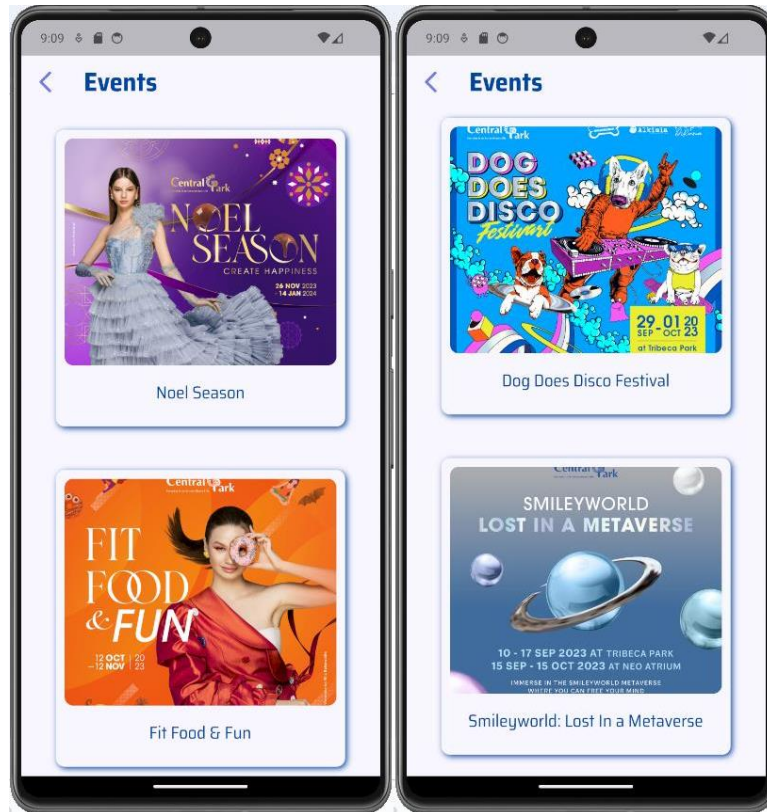 9:09
Events
Central Park
NOEL
SEASON
CREATE HAPPINESS
26 NOV 2023
- 14 JAN 2024
Noel Season
Central Park
FIT
FOOD
& FUN
12 OCT 20
– 12 NOV 23
Fit Food & Fun
9:09
Events
Central Park
alkimia
DOG
DOES
DISCO
Festivart
29 - 01 20
SEP OCT 23
at Tribeca Park
Dog Does Disco Festival
Central Park
SMILEYWORLD
LOST IN A METAVERSE
10 - 17 SEP 2023 AT TRIBECA PARK
15 SEP - 15 OCT 2023 AT NEO ATRIUM
IMMERSE IN THE SMILEYWORLD METAVERSE
WHERE YOU CAN FREE YOUR MIND
Smileyworld: Lost In a Metaverse